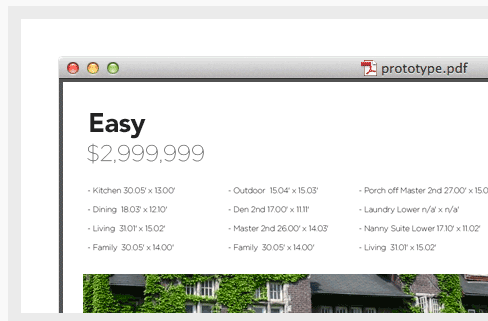 prototype.pdf
Easy
$2,999,999
- Kitchen 30.05' x 13.00'
- Dining 18.03' x 12.10'
- Living 31.01' x 15.02'
- Family 30.05' x 14.00'
- Outdoor 15.04' x 15.03'
- Den 2nd 17.00' x 11.11'
- Master 2nd 26.00' x 14.03'
- Family 30.05' x 14.00'
- Porch off Master 2nd 27.00' x 15.0
- Laundry Lower n/a' x n/a'
- Nanny Suite Lower 17.10' x 11.02'
- Living 31.01' x 15.02'